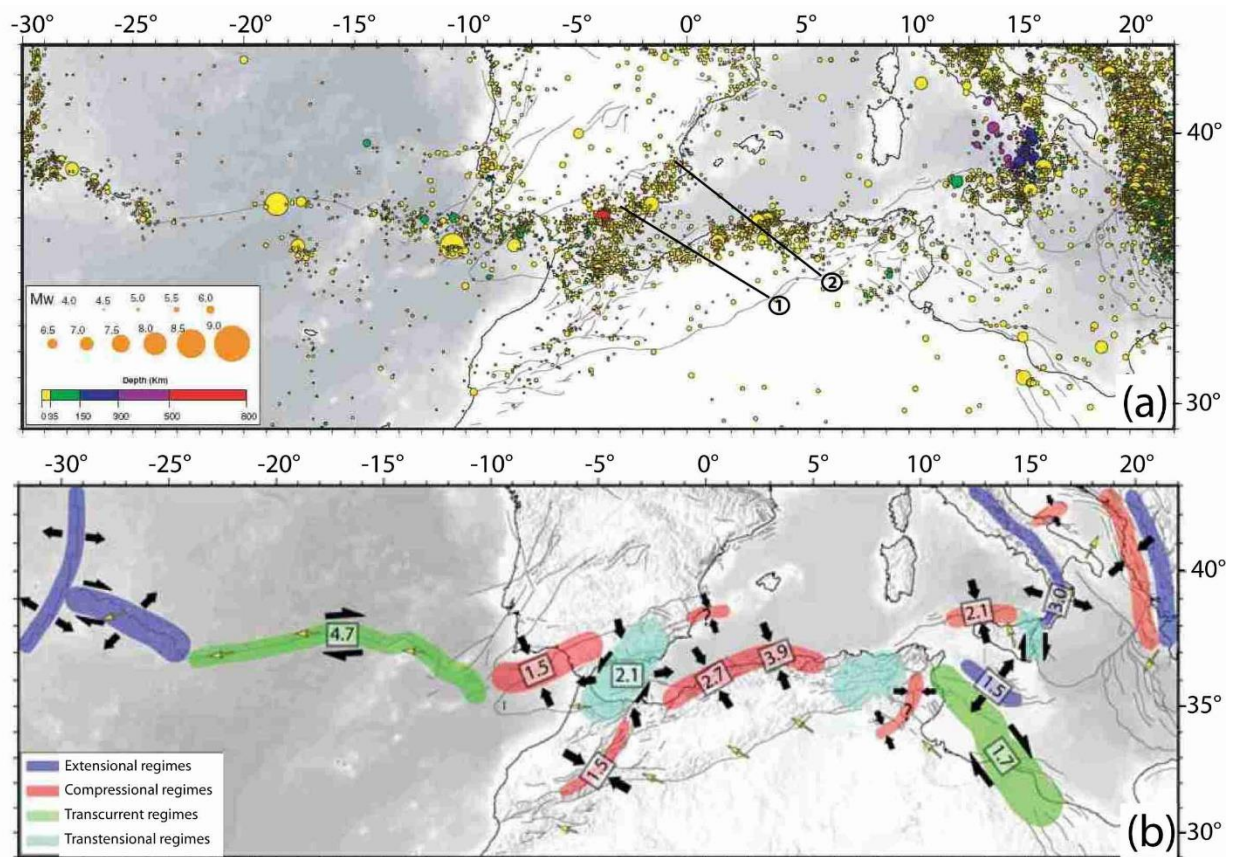 -30° -25° -20° -15° -10° -5° 0° 5° 10° 15° 20°
40°
30°
1
2
Mw 4.0 4.5 5.0 5.5 6.0
6.5 7.0 7.5 8.0 8.5 9.0
Depth (Km)
0 35 150 300 500 800
(a)
-30° -25° -20° -15° -10° -5° 0° 5° 10° 15° 20°
40°
35°
30°
4.7
1.5
2.1
?
2.7
3.9
1.5
?
2.1
3.0
1.5
1.7
Extensional regimes
Compressional regimes
Transcurrent regimes
Transtensional regimes
(b)